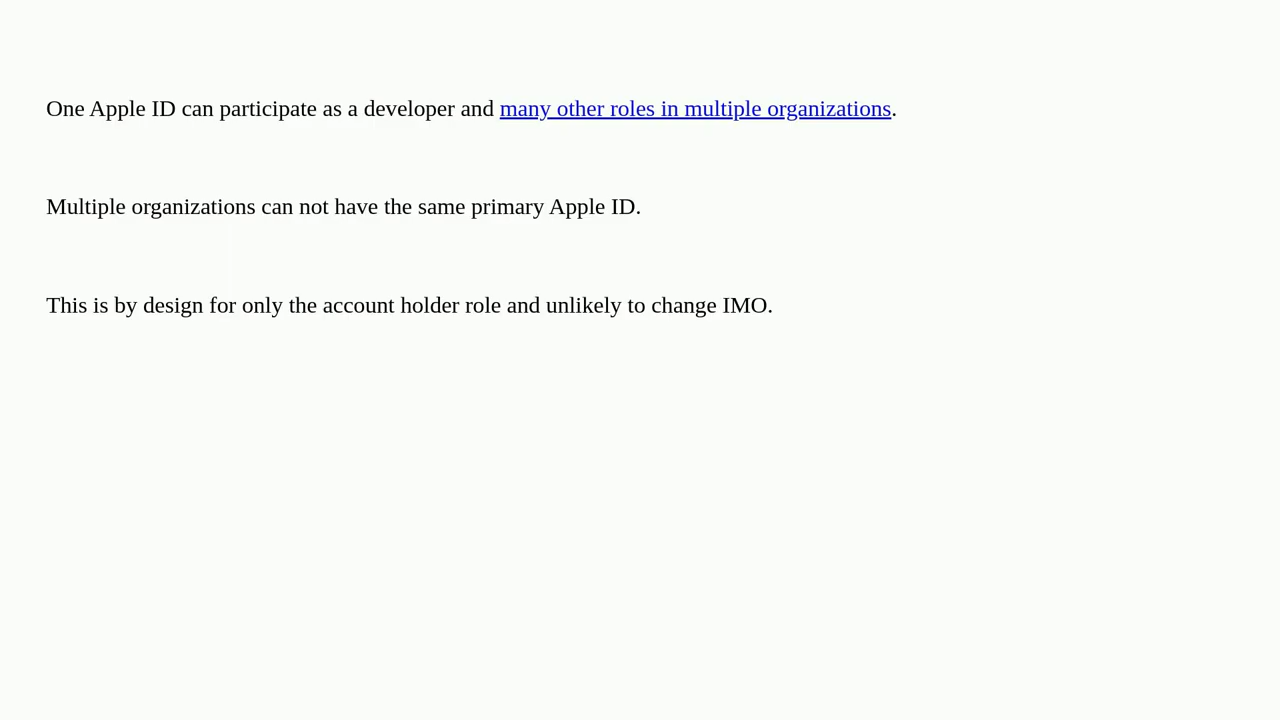 One Apple ID can participate as a developer and many other roles in multiple organizations.
Multiple organizations can not have the same primary Apple ID.
This is by design for only the account holder role and unlikely to change IMO.